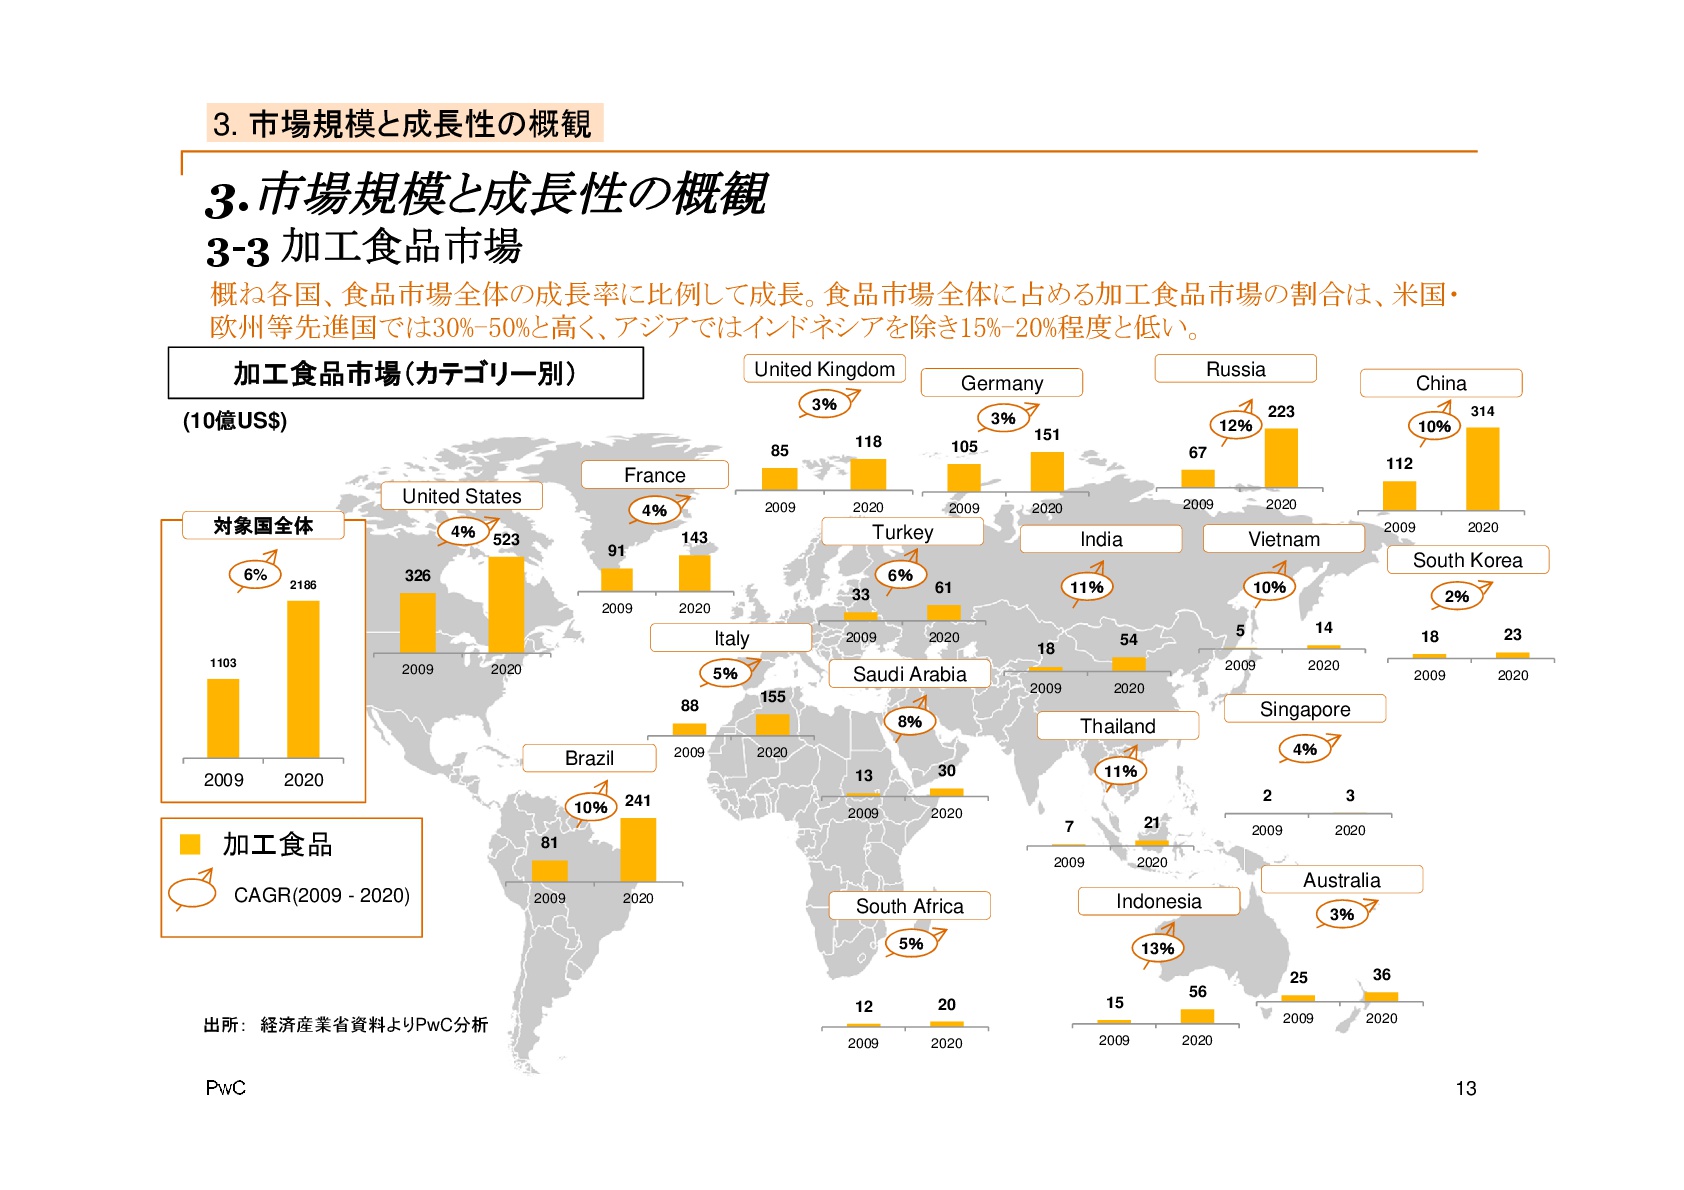 3. 市場規模と成長性の概観
3.市場規模と成長性の概観
3-3 加工食品市場
概ね各国、食品市場全体の成長率に比例して成長。食品市場全体に占める加工食品市場の割合は、米国・
欧州等先進国では30%-50%と高く、アジアではインドネシアを除き15%-20%程度と低い。
加工食品市場（カテゴリー別）
(10億US$)
対象国全体
6%
1103
2186
2009 2020
加工食品
CAGR(2009 - 2020)
United States
4%
326
523
2009 2020
France
4%
91
143
2009 2020
United Kingdom
3%
85
118
2009 2020
Germany
3%
105
151
2009 2020
Russia
12%
67
223
2009 2020
China
10%
112
314
2009 2020
Turkey
6%
33
61
2009 2020
India
11%
18
54
2009 2020
Vietnam
10%
5
14
2009 2020
South Korea
2%
18
23
2009 2020
Italy
5%
88
155
2009 2020
Saudi Arabia
8%
13
30
2009 2020
Thailand
11%
7
21
2009 2020
Singapore
4%
2
3
2009 2020
Brazil
10%
81
241
2009 2020
South Africa
5%
12
20
2009 2020
Indonesia
13%
15
56
2009 2020
Australia
3%
25
36
2009 2020
出所： 経済産業省資料よりPwC分析
PwC
13